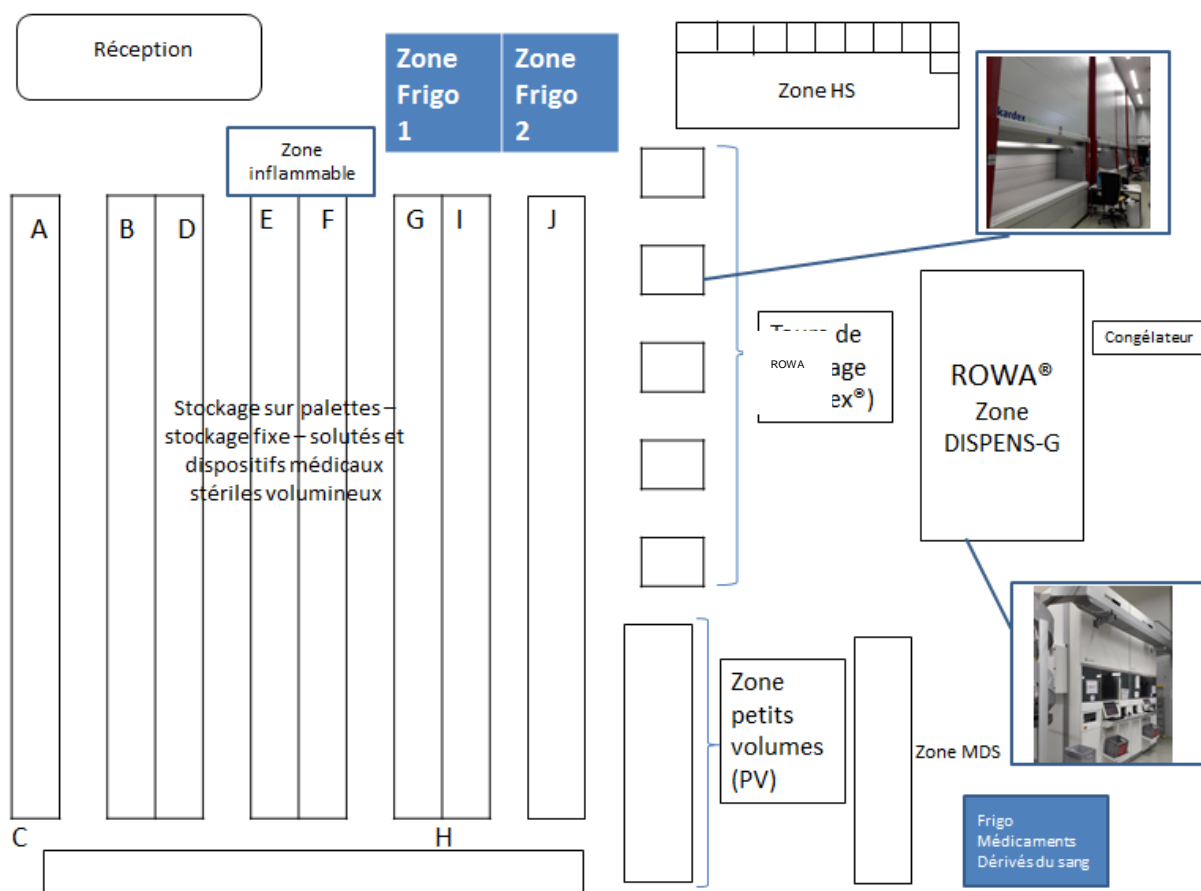 Réception
Zone
Frigo
1
Zone
Frigo
2
Zone HS
kardex
Zone
inflammable
A
B
D
E
F
G
I
J
Stockage sur palettes –
stockage fixe – solutés et
dispositifs médicaux
stériles volumineux
de
ROWA
age
ex®)
ROWA®
Zone
DISPENS-G
Congélateur
Zone
petits
volumes
(PV)
Zone MDS
Frigo
Médicaments
Dérivés du sang
C
H